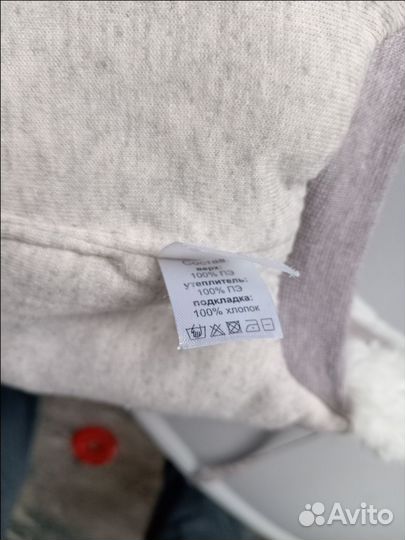 Состав
верх:
100% ПЭ
утеплитель:
100% ПЭ
подкладка:
100% хлопок
Avito